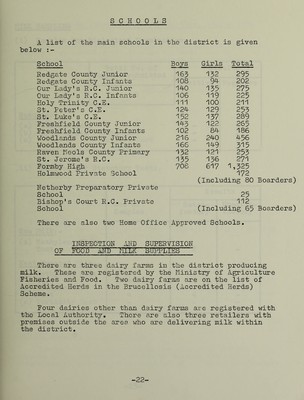 SCHOOLS
A list of the main schools in the district is given
below :-
School Boys Girls Total
Redgate County Junior 163 132 295
Redgate County Infants 108 94 202
Our Lady's R.C. Junior 140 135 275
Our Lady's R.C. Infants 106 119 225
Holy Trinity C.E. 111 100 211
St. Peter's C.E. 124 129 253
St. Luke's C.E. 152 137 289
Freshfield County Junior 143 122 265
Freshfield County Infants 102 84 186
Woodlands County Junior 216 240 456
Woodlands County Infants 166 149 315
Raven Meols County Primary 132 121 253
St. Jerome's R.C. 135 136 271
Formby High 708 617 1,325
Holmwood Private School 172
(Including 80 Boarders)
Netherby Preparatory Private
School 25
Bishop's Court R.C. Private 112
School (Including 65 Boarders)
There are also two Home Office Approved Schools.
INSPECTION AND SUPERVISION
OF FOOD AND MILK SUPPLIES
There are three dairy farms in the district producing
milk. These are registered by the Ministry of Agriculture
Fisheries and Food. Two dairy farms are on the list of
Accredited Herds in the Brucellosis (Accredited Herds)
Scheme.
Four dairies other than dairy farms are registered with
the Local Authority. There are also three retailers with
premises outside the area who are delivering milk within
the district.
-22-